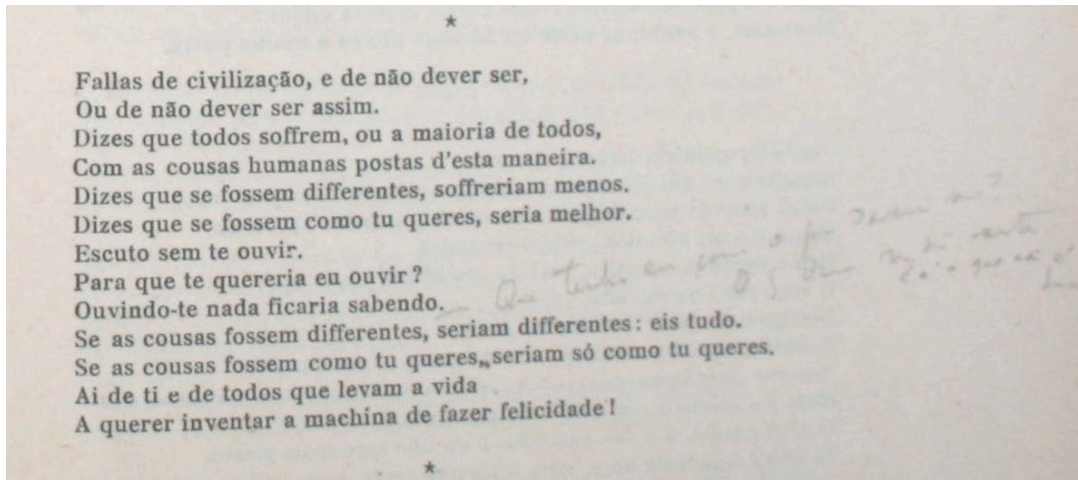 *
Fallas de civilização, e de não dever ser,
Ou de não dever ser assim.
Dizes que todos soffrem, ou a maioria de todos,
Com as cousas humanas postas d'esta maneira.
Dizes que se fossem differentes, soffreriam menos.
Dizes que se fossem como tu queres, seria melhor.
Escuto sem te ouvir.
Para que te quereria eu ouvir?
Ouvindo-te nada ficaria sabendo.
Se as cousas fossem differentes, seriam differentes: eis tudo.
Se as cousas fossem como tu queres, seriam só como tu queres.
Ai de ti e de todos que levam a vida
A querer inventar a machina de fazer felicidade!
*
Que tenho eu